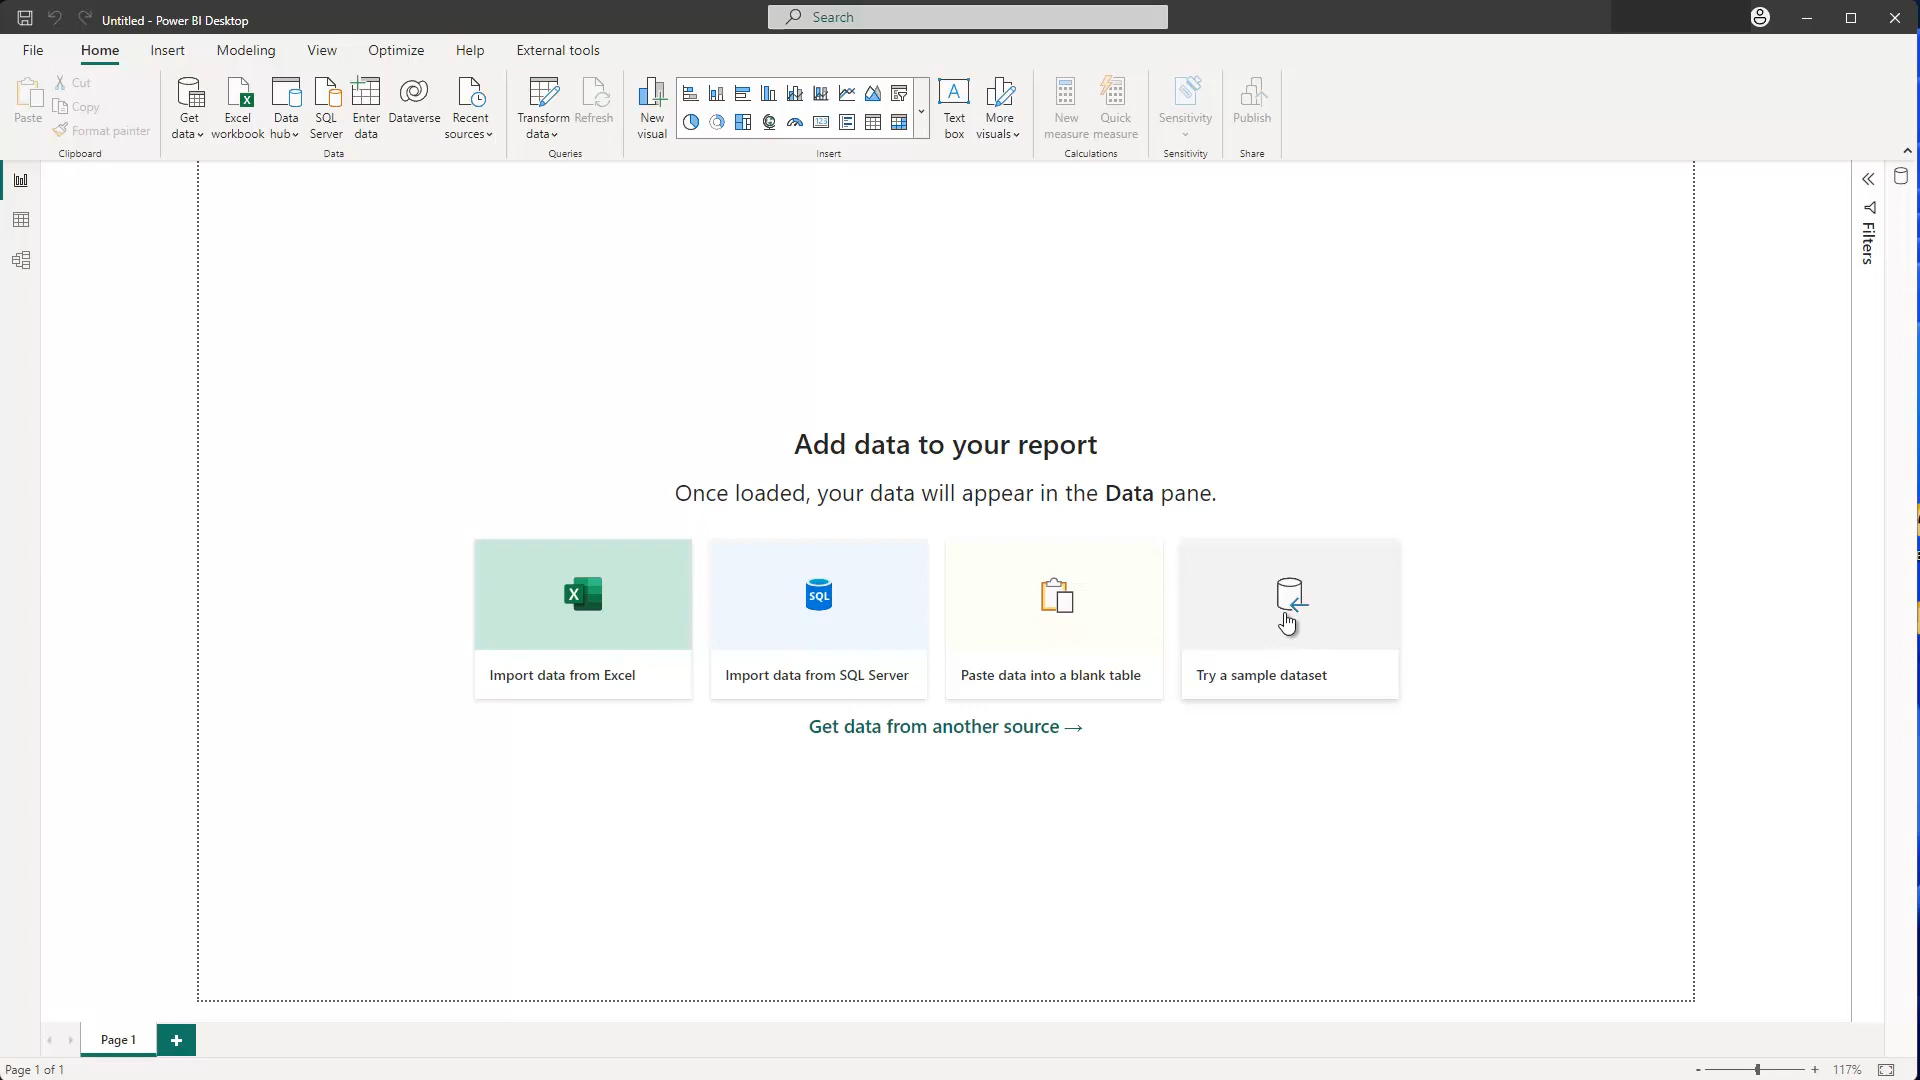 Untitled - Power BI Desktop
Search
File Home Insert Modeling View Optimize Help External tools
Paste
Cut
Copy
Format painter
Clipboard
Get data
Excel workbook
Data hub
SQL Server
Enter data
Dataverse
Recent sources
Data
Transform data
Refresh
Queries
New visual
123
A
Text box
More visuals
Insert
New measure
Quick measure
Calculations
Sensitivity
Sensitivity
Publish
Share
Filters
Add data to your report
Once loaded, your data will appear in the Data pane.
X
SQL
Import data from Excel
Import data from SQL Server
Paste data into a blank table
Try a sample dataset
Get data from another source →
Page 1
+
Page 1 of 1
- + 117%